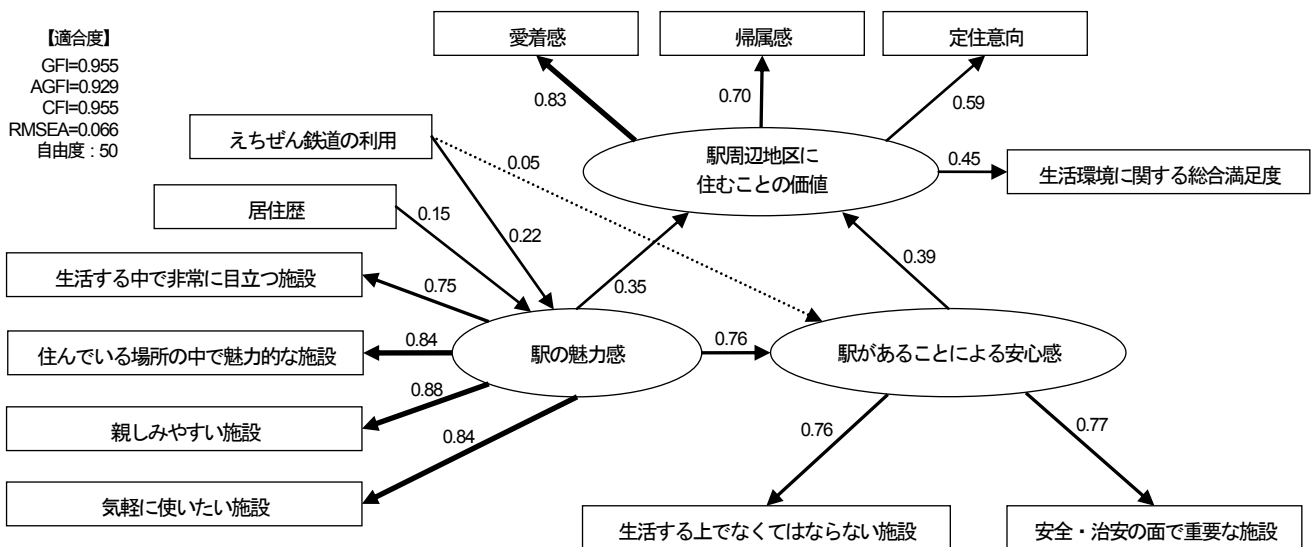 【適合度】
GFI=0.955
AGFI=0.929
CFI=0.955
RMSEA=0.066
自由度：50
愛着感
帰属感
定住意向
0.83
0.70
0.59
えちぜん鉄道の利用
0.05
駅周辺地区に
住むことの価値
0.45
生活環境に関する総合満足度
居住歴
0.15
0.22
生活する中で非常に目立つ施設
0.75
0.35
0.39
住んでいる場所の中で魅力的な施設
0.84
駅の魅力感
0.76
駅があることによる安心感
0.88
親しみやすい施設
0.84
0.76
0.77
気軽に使いたい施設
生活する上でなくてはならない施設
安全・治安の面で重要な施設